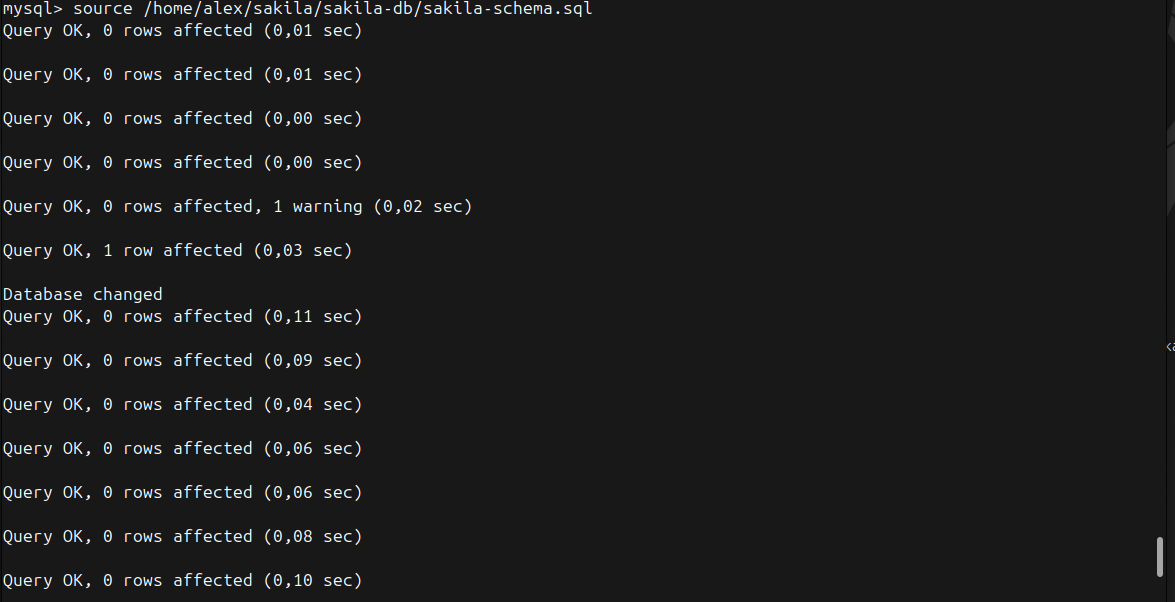 mysql> source /home/alex/sakila/sakila-db/sakila-schema.sql
Query OK, 0 rows affected (0,01 sec)
Query OK, 0 rows affected (0,01 sec)
Query OK, 0 rows affected (0,00 sec)
Query OK, 0 rows affected (0,00 sec)
Query OK, 0 rows affected, 1 warning (0,02 sec)
Query OK, 1 row affected (0,03 sec)
Database changed
Query OK, 0 rows affected (0,11 sec)
Query OK, 0 rows affected (0,09 sec)
Query OK, 0 rows affected (0,04 sec)
Query OK, 0 rows affected (0,06 sec)
Query OK, 0 rows affected (0,06 sec)
Query OK, 0 rows affected (0,08 sec)
Query OK, 0 rows affected (0,10 sec)